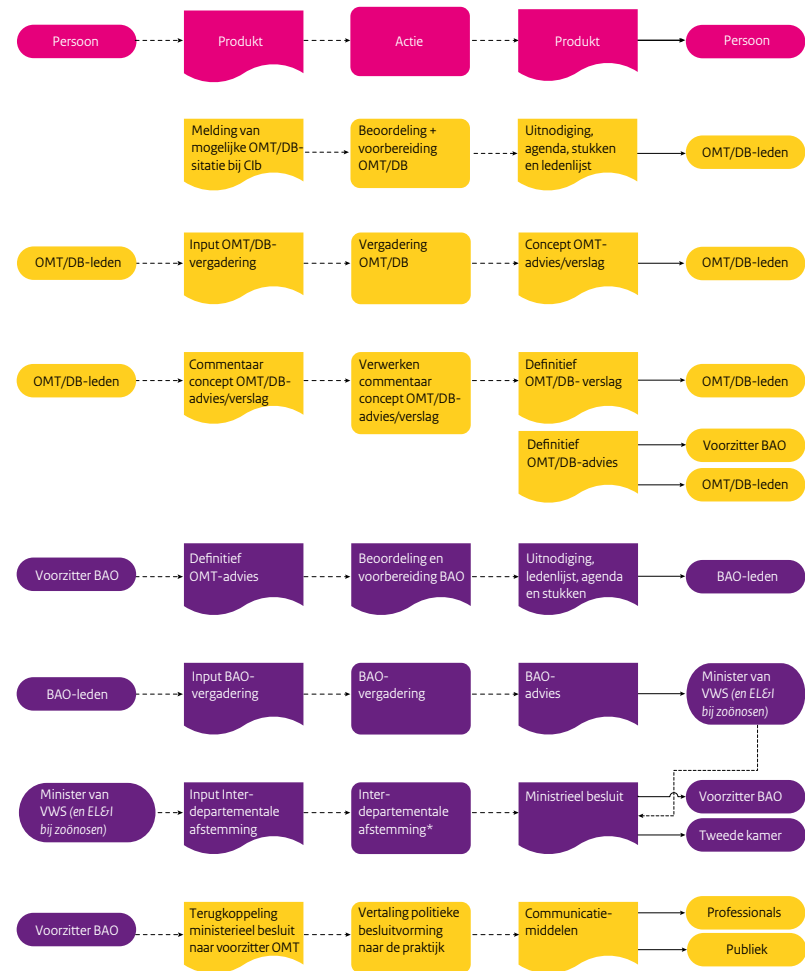 Persoon
Produkt
Actie
Produkt
Persoon
Melding van
mogelijke OMT/DB-
sitatie bij CIb
Beoordeling +
voorbereiding
OMT/DB
Uitnodiging,
agenda, stukken
en ledenlijst
OMT/DB-leden
OMT/DB-leden
Input OMT/DB-
vergadering
Vergadering
OMT/DB
Concept OMT-
advies/verslag
OMT/DB-leden
OMT/DB-leden
Commentaar
concept OMT/DB-
advies/verslag
Verwerken
commentaar
concept OMT/DB-
advies/verslag
Definitief
OMT/DB- verslag
OMT/DB-leden
Definitief
OMT/DB-advies
Voorzitter BAO
OMT/DB-leden
Voorzitter BAO
Definitief
OMT-advies
Beoordeling en
voorbereiding BAO
Uitnodiging,
ledenlijst, agenda
en stukken
BAO-leden
BAO-leden
Input BAO-
vergadering
BAO-
vergadering
BAO-
advies
Minister van
VWS (en EL&I
bij zoönosen)
Minister van
VWS (en EL&I
bij zoönosen)
Input Inter-
departementale
afstemming
Inter-
departementale
afstemming*
Ministrieel besluit
Voorzitter BAO
Tweede kamer
Voorzitter BAO
Terugkoppeling
ministerieel besluit
naar voorzitter OMT
Vertaling politieke
besluitvorming
naar de praktijk
Communicatie-
middelen
Professionals
Publiek